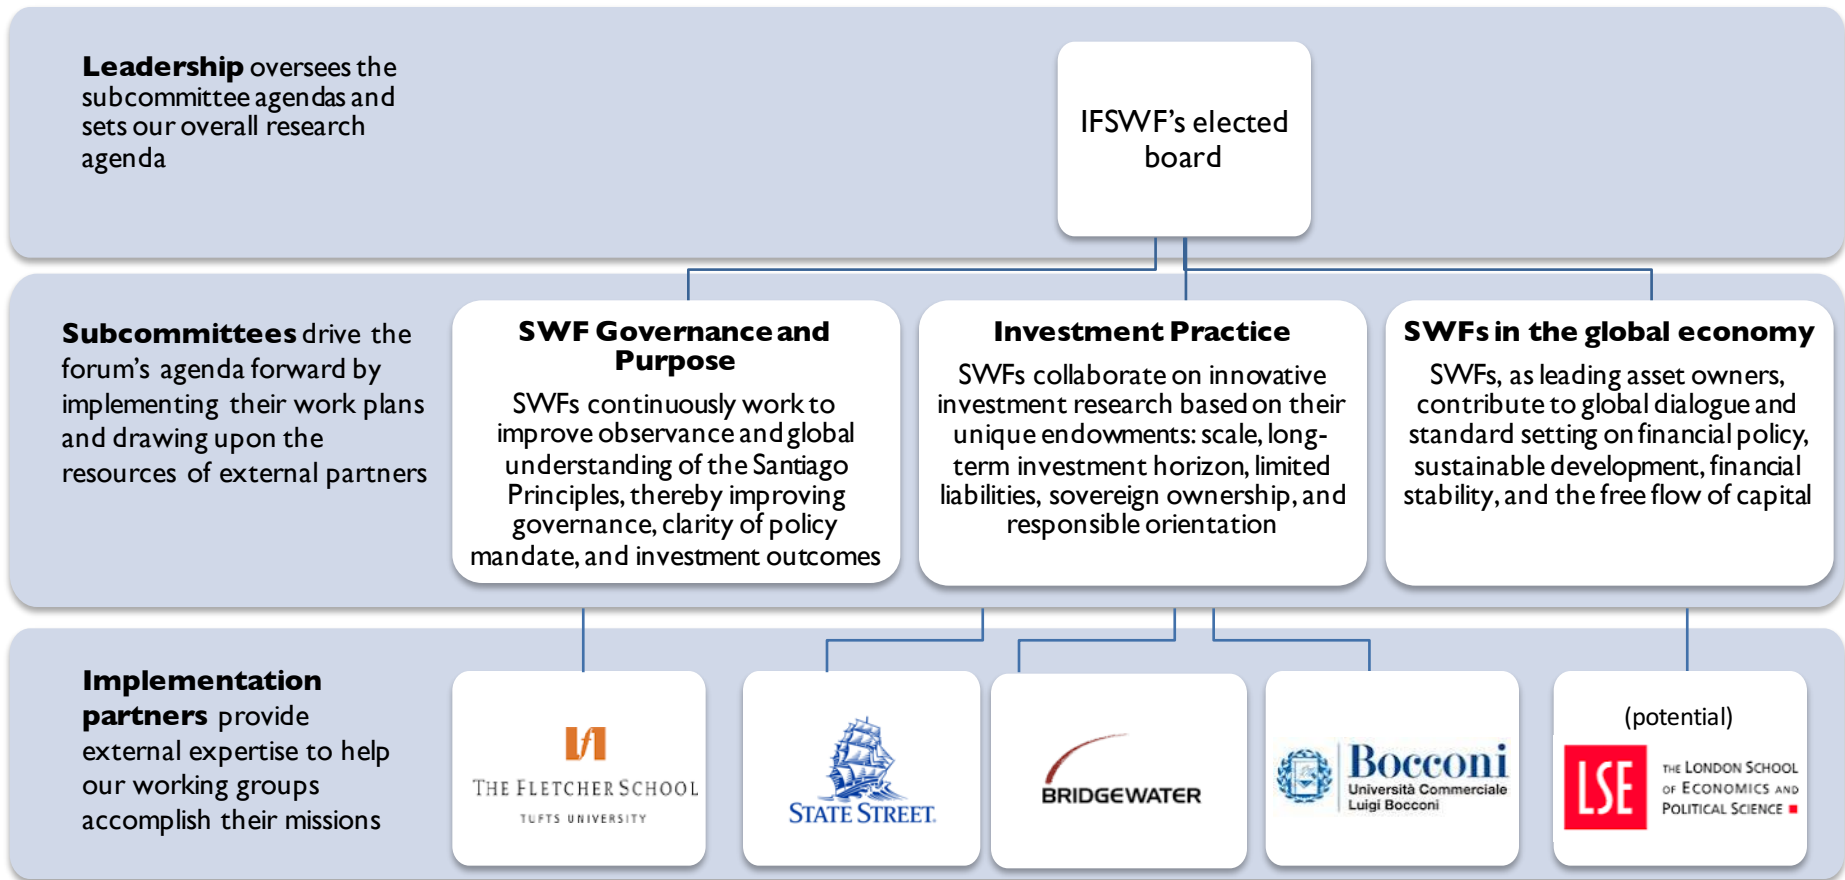 Leadership oversees the
subcommittee agendas and
sets our overall research
agenda
IFSWF's elected
board
Subcommittees drive the
forum's agenda forward by
implementing their work plans
and drawing upon the
resources of external partners
SWF Governance and
Purpose
SWFs continuously work to
improve observance and global
understanding of the Santiago
Principles, thereby improving
governance, clarity of policy
mandate, and investment outcomes
Investment Practice
SWFs collaborate on innovative
investment research based on their
unique endowments: scale, long-
term investment horizon, limited
liabilities, sovereign ownership, and
responsible orientation
SWFs in the global economy
SWFs, as leading asset owners,
contribute to global dialogue and
standard setting on financial policy,
sustainable development, financial
stability, and the free flow of capital
Implementation
partners provide
external expertise to help
our working groups
accomplish their missions
THE FLETCHER SCHOOL
TUFTS UNIVERSITY
STATE STREET.
BRIDGEWATER
Bocconi
Università Commerciale
Luigi Bocconi
(potential)
LSE
THE LONDON SCHOOL
OF ECONOMICS AND
POLITICAL SCIENCE